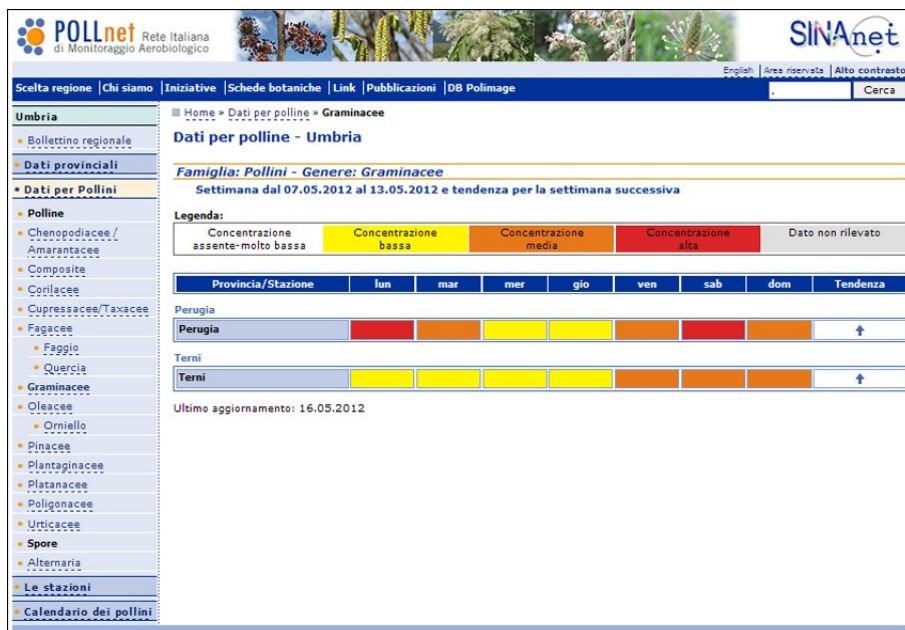 POLLnet Rete Italiana
di Monitoraggio Aerobiologico
SINAnet
English | Area riservata | Alto contrasto
Scelta regione | Chi siamo | Iniziative | Schede botaniche | Link | Pubblicazioni | DB Polimage
. Cerca
Umbria
Bollettino regionale
Dati provinciali
Dati per Pollini
Polline
Chenopodiacee /
Amarantacee
Composite
Corilacee
Cupressacee/Taxacee
Fagacee
Faggio
Quercia
Graminacee
Oleacee
Orniello
Pinacee
Plantaginacee
Platanacee
Poligonacee
Urticacee
Spore
Alternaria
Le stazioni
Calendario dei pollini
Home » Dati per polline » Graminacee
Dati per polline - Umbria
Famiglia: Pollini - Genere: Graminacee
Settimana dal 07.05.2012 al 13.05.2012 e tendenza per la settimana successiva
Legenda:
Concentrazione assente-molto bassa
Concentrazione bassa
Concentrazione media
Concentrazione alta
Dato non rilevato
Provincia/Stazione lun mar mer gio ven sab dom Tendenza
Perugia
Perugia
Terni
Terni
Ultimo aggiornamento: 16.05.2012